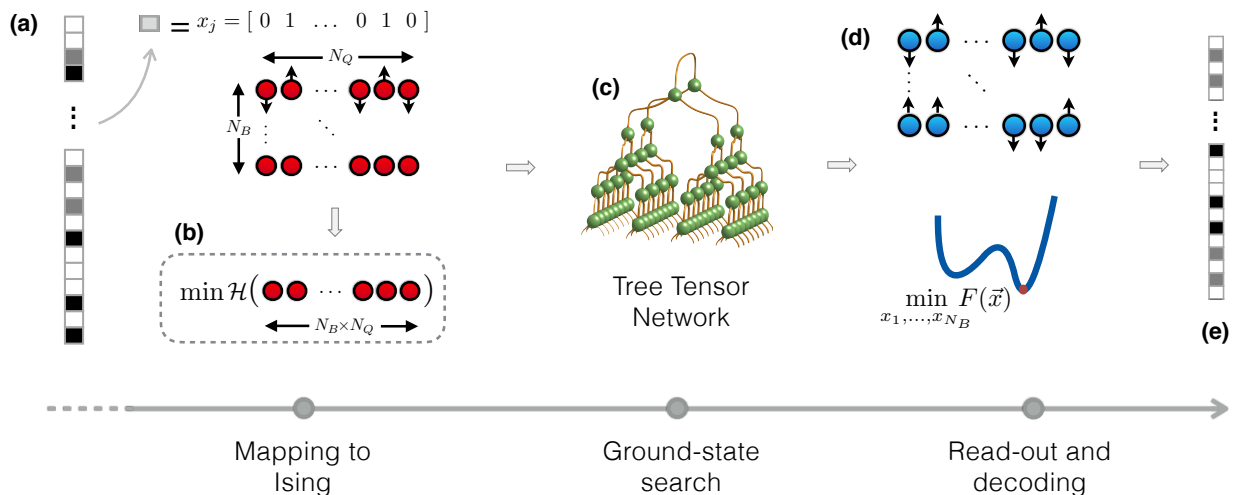 (a)
= x_j = [ 0 1 ... 0 1 0 ]
N_Q
N_B
(b)
min H( ... )
N_B×N_Q
(c)
Tree Tensor
Network
(d)
min F(x⃗)
x_1,...,x_{N_B}
(e)
Mapping to
Ising
Ground-state
search
Read-out and
decoding